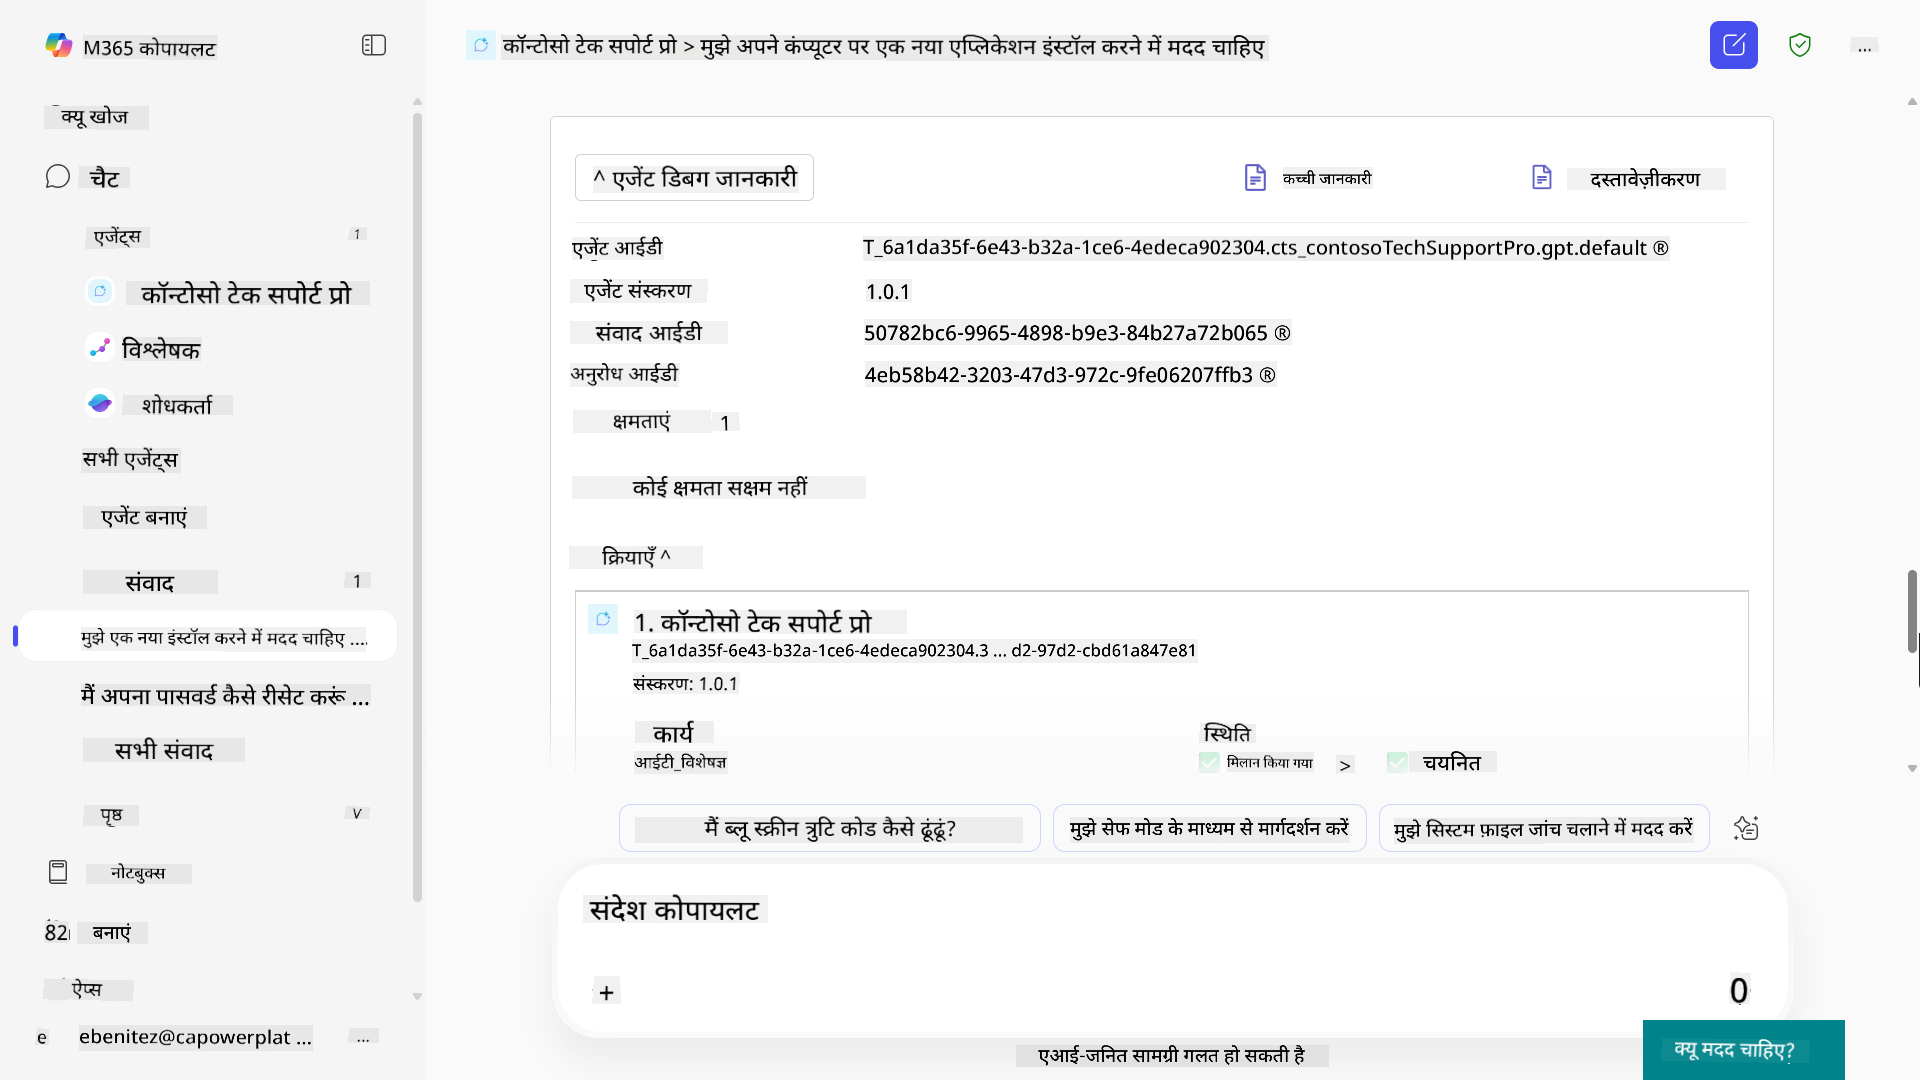 M365 कोपायलट
क्यू खोज
चैट
एजेंट्स 1
कॉन्टोसो टेक सपोर्ट प्रो
विश्लेषक
शोधकर्ता
सभी एजेंट्स
एजेंट बनाएं
संवाद 1
मुझे एक नया इंस्टॉल करने में मदद चाहिए ....
मैं अपना पासवर्ड कैसे रीसेट करूं ...
सभी संवाद
पृष्ठ v
नोटबुक्स
82 बनाएं
ऐप्स
e ebenitez@capowerplat ... ...
कॉन्टोसो टेक सपोर्ट प्रो > मुझे अपने कंप्यूटर पर एक नया एप्लिकेशन इंस्टॉल करने में मदद चाहिए
...
^ एजेंट डिबग जानकारी
कच्ची जानकारी
दस्तावेज़ीकरण
एजेंट आईडी T_6a1da35f-6e43-b32a-1ce6-4edeca902304.cts_contosoTechSupportPro.gpt.default ®
एजेंट संस्करण 1.0.1
संवाद आईडी 50782bc6-9965-4898-b9e3-84b27a72b065 ®
अनुरोध आईडी 4eb58b42-3203-47d3-972c-9fe06207ffb3 ®
क्षमताएं 1
कोई क्षमता सक्षम नहीं
क्रियाएँ ^
1. कॉन्टोसो टेक सपोर्ट प्रो
T_6a1da35f-6e43-b32a-1ce6-4edeca902304.3 ... d2-97d2-cbd61a847e81
संस्करण: 1.0.1
कार्य स्थिति
आईटी_विशेषज्ञ मिलान किया गया > चयनित
मैं ब्लू स्क्रीन त्रुटि कोड कैसे ढूंढूं?
मुझे सेफ मोड के माध्यम से मार्गदर्शन करें
मुझे सिस्टम फ़ाइल जांच चलाने में मदद करें
संदेश कोपायलट
+ 0
एआई-जनित सामग्री गलत हो सकती है
क्यू मदद चाहिए?